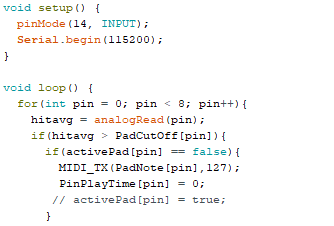 void setup() {
  pinMode(14, INPUT);
  Serial.begin(115200);
}

void loop() {
  for(int pin = 0; pin < 8; pin++){
    hitavg = analogRead(pin);
    if(hitavg > PadCutOff[pin]){
      if(activePad[pin] == false){
        MIDI_TX(PadNote[pin],127);
        PinPlayTime[pin] = 0;
       // activePad[pin] = true;
      }